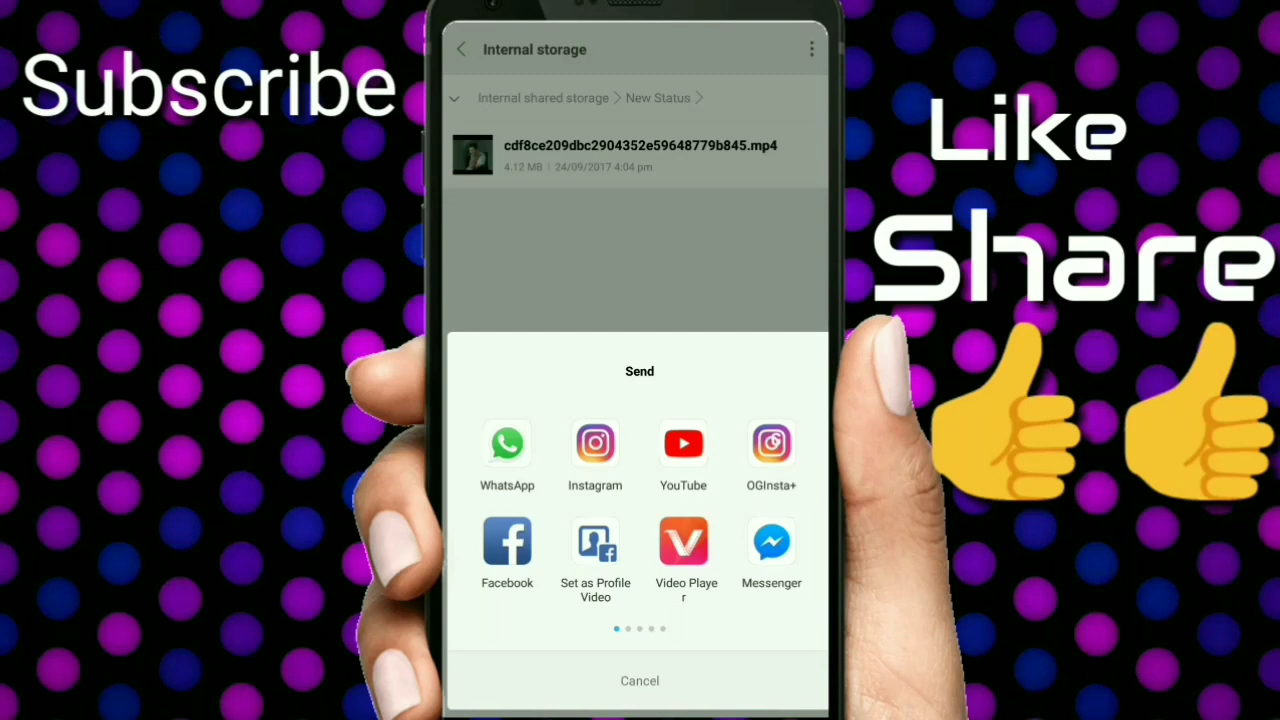 Subscribe
Like
Share
Internal storage
Internal shared storage > New Status >
cdf8ce209dbc2904352e59648779b845.mp4
4.12 MB | 24/09/2017 4:04 pm
Send
WhatsApp
Instagram
YouTube
OGInsta+
Facebook
Set as Profile
Video
Video Playe
r
Messenger
Cancel